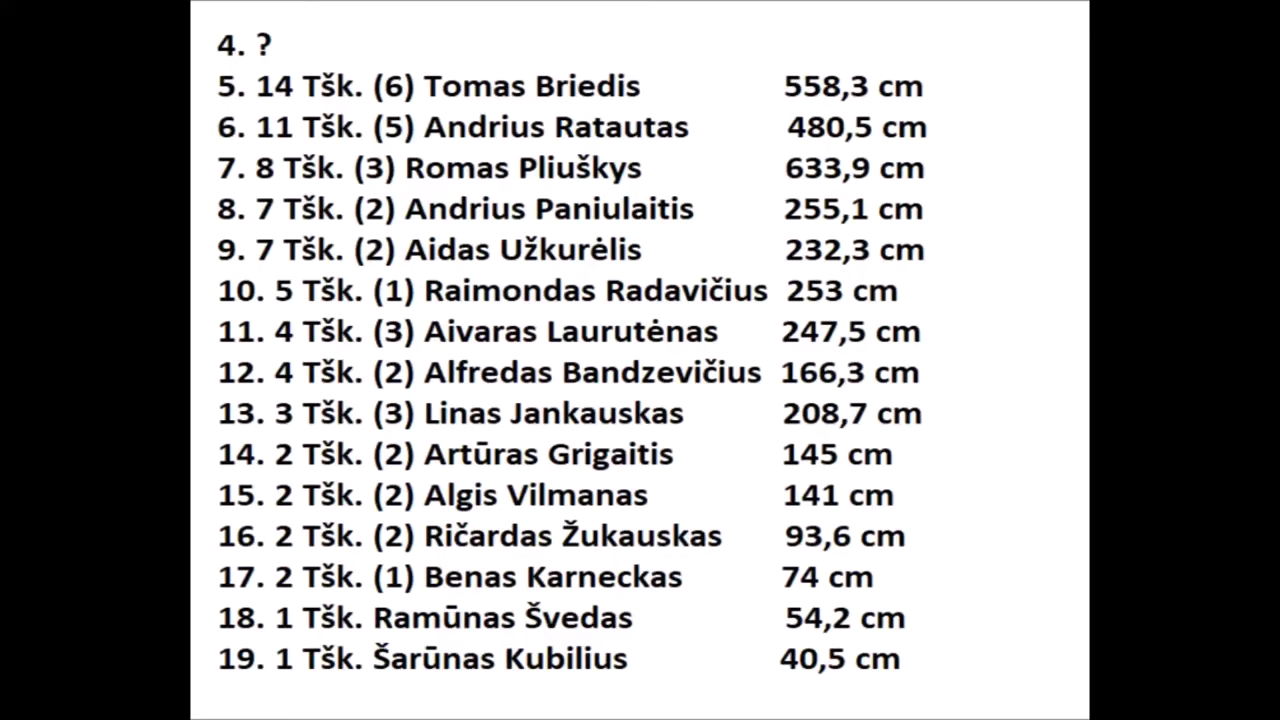 4. ?
5. 14 Tšk. (6) Tomas Briedis 558,3 cm
6. 11 Tšk. (5) Andrius Ratautas 480,5 cm
7. 8 Tšk. (3) Romas Pliuškys 633,9 cm
8. 7 Tšk. (2) Andrius Paniulaitis 255,1 cm
9. 7 Tšk. (2) Aidas Užkurėlis 232,3 cm
10. 5 Tšk. (1) Raimondas Radavičius 253 cm
11. 4 Tšk. (3) Aivaras Laurutėnas 247,5 cm
12. 4 Tšk. (2) Alfredas Bandzevičius 166,3 cm
13. 3 Tšk. (3) Linas Jankauskas 208,7 cm
14. 2 Tšk. (2) Artūras Grigaitis 145 cm
15. 2 Tšk. (2) Algis Vilmanas 141 cm
16. 2 Tšk. (2) Ričardas Žukauskas 93,6 cm
17. 2 Tšk. (1) Benas Karneckas 74 cm
18. 1 Tšk. Ramūnas Švedas 54,2 cm
19. 1 Tšk. Šarūnas Kubilius 40,5 cm